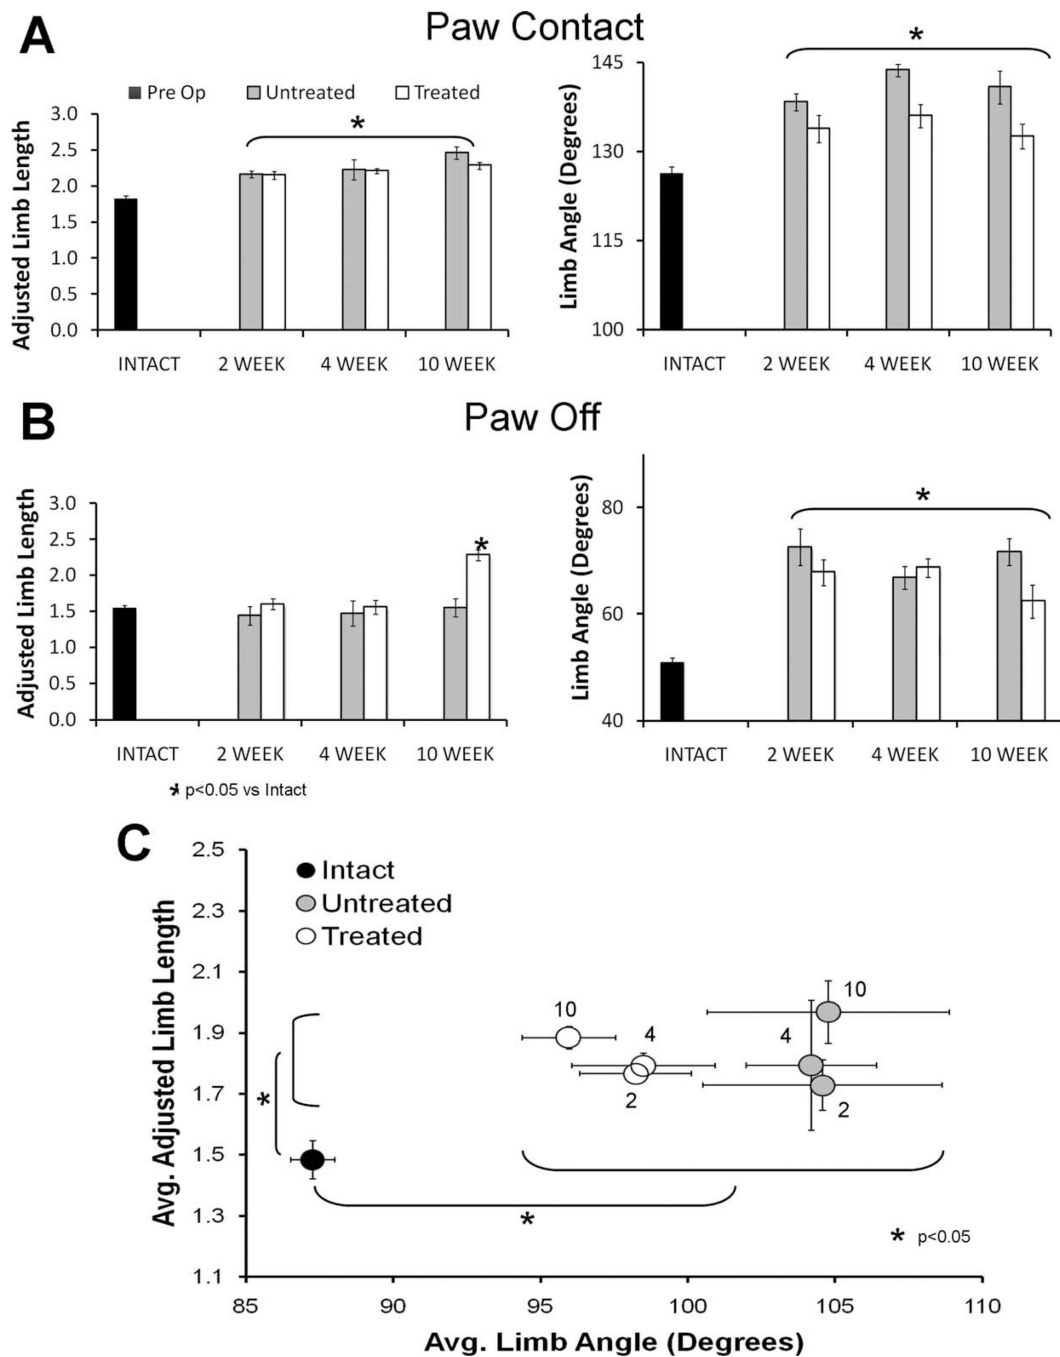 A
Paw Contact
Pre Op Untreated Treated
*
*
Adjusted Limb Length
3.0
2.5
2.0
1.5
1.0
0.5
0.0
INTACT 2 WEEK 4 WEEK 10 WEEK
Limb Angle (Degrees)
145
130
115
100
INTACT 2 WEEK 4 WEEK 10 WEEK
B
Paw Off
Adjusted Limb Length
3.0
2.5
2.0
1.5
1.0
0.5
0.0
*
INTACT 2 WEEK 4 WEEK 10 WEEK
* p<0.05 vs Intact
Limb Angle (Degrees)
80
60
40
*
INTACT 2 WEEK 4 WEEK 10 WEEK
C
Avg. Adjusted Limb Length
2.5
2.3
2.1
1.9
1.7
1.5
1.3
1.1
Intact
Untreated
Treated
10
4
2
10
4
2
*
*
* p<0.05
85 90 95 100 105 110
Avg. Limb Angle (Degrees)